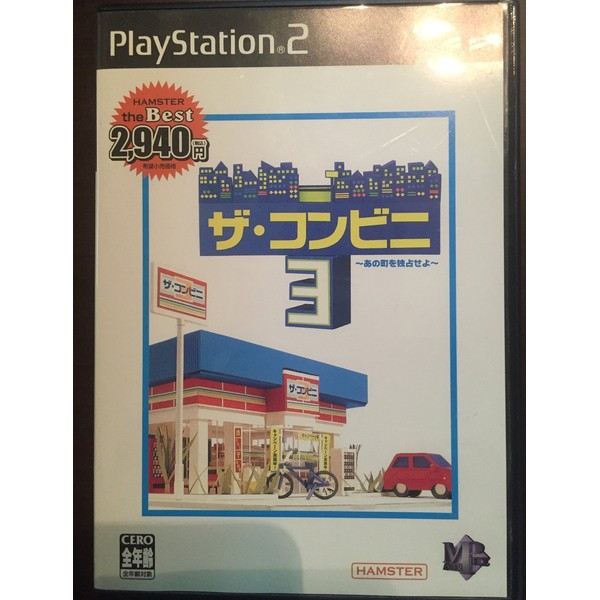 PlayStation®2
HAMSTER
the Best
2,940円
(税込)
希望小売価格
ザ・コンビニ
～あの町を独占せよ～
3
ザ・コンビニ
ザ・コンビニ
CERO
全年齢
全年齢対象
HAMSTER